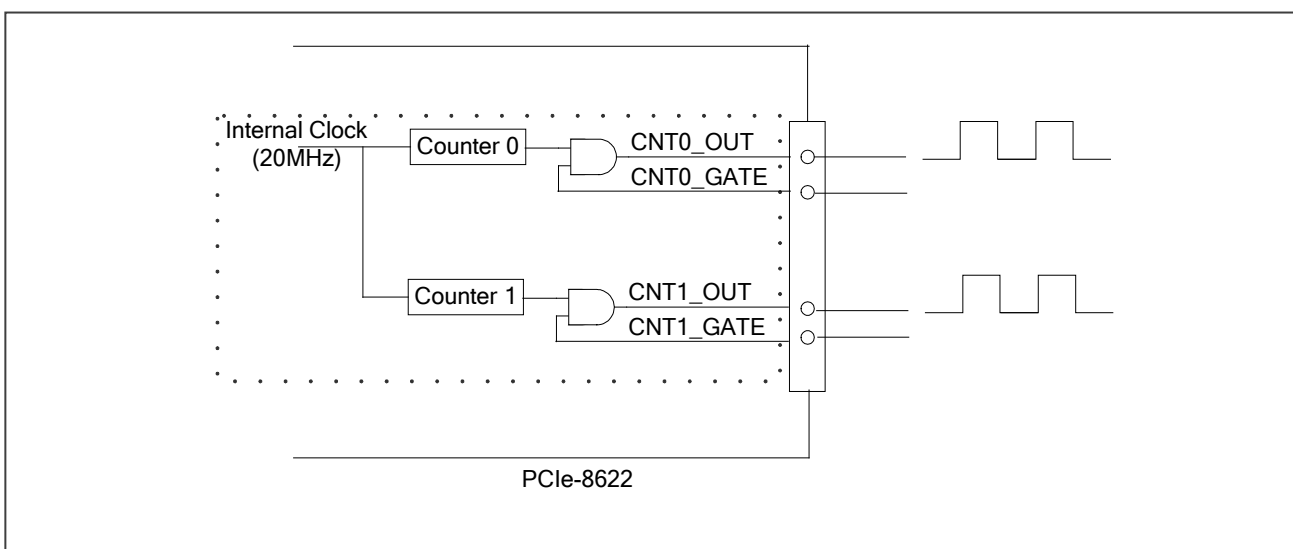 Internal Clock
(20MHz)
Counter 0
CNT0_OUT
CNT0_GATE
Counter 1
CNT1_OUT
CNT1_GATE
PCIe-8622